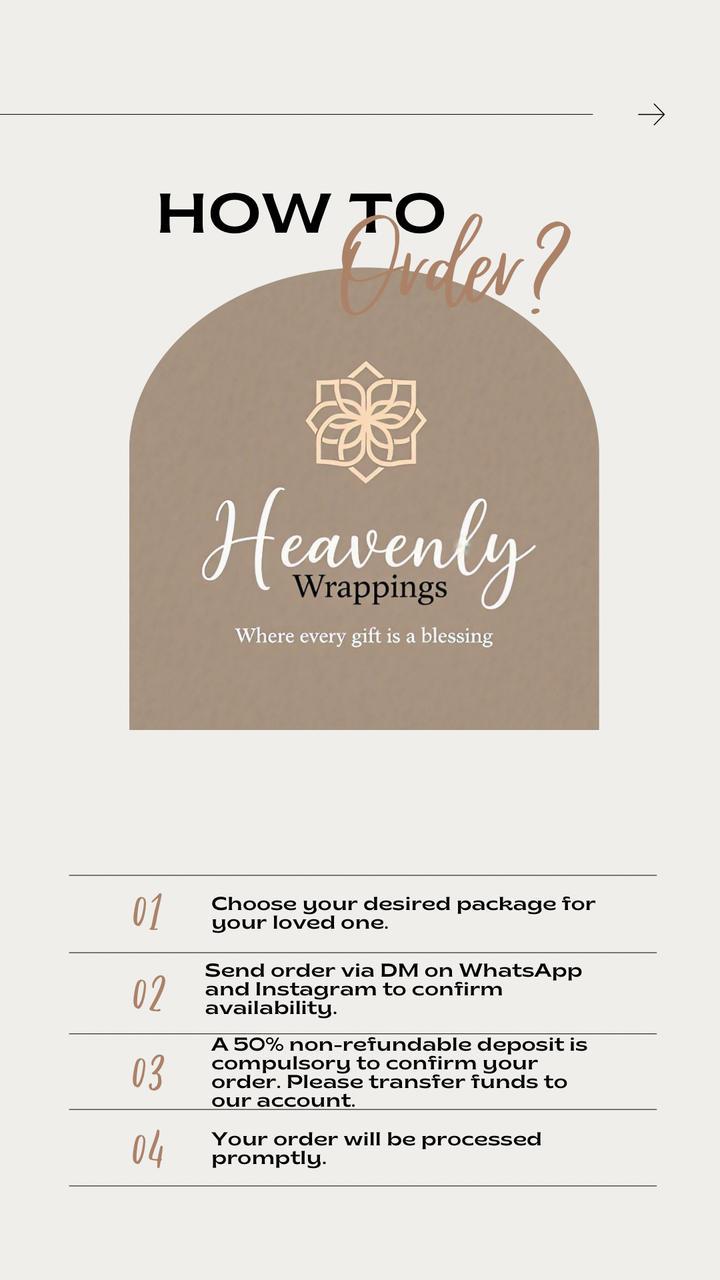 HOW TO
Order?
Heavenly
Wrappings
Where every gift is a blessing
01
Choose your desired package for
your loved one.
02
Send order via DM on WhatsApp
and Instagram to confirm
availability.
03
A 50% non-refundable deposit is
compulsory to confirm your
order. Please transfer funds to
our account.
04
Your order will be processed
promptly.